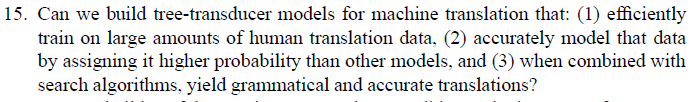 15. Can we build tree-transducer models for machine translation that: (1) efficiently
train on large amounts of human translation data, (2) accurately model that data
by assigning it higher probability than other models, and (3) when combined with
search algorithms, yield grammatical and accurate translations?